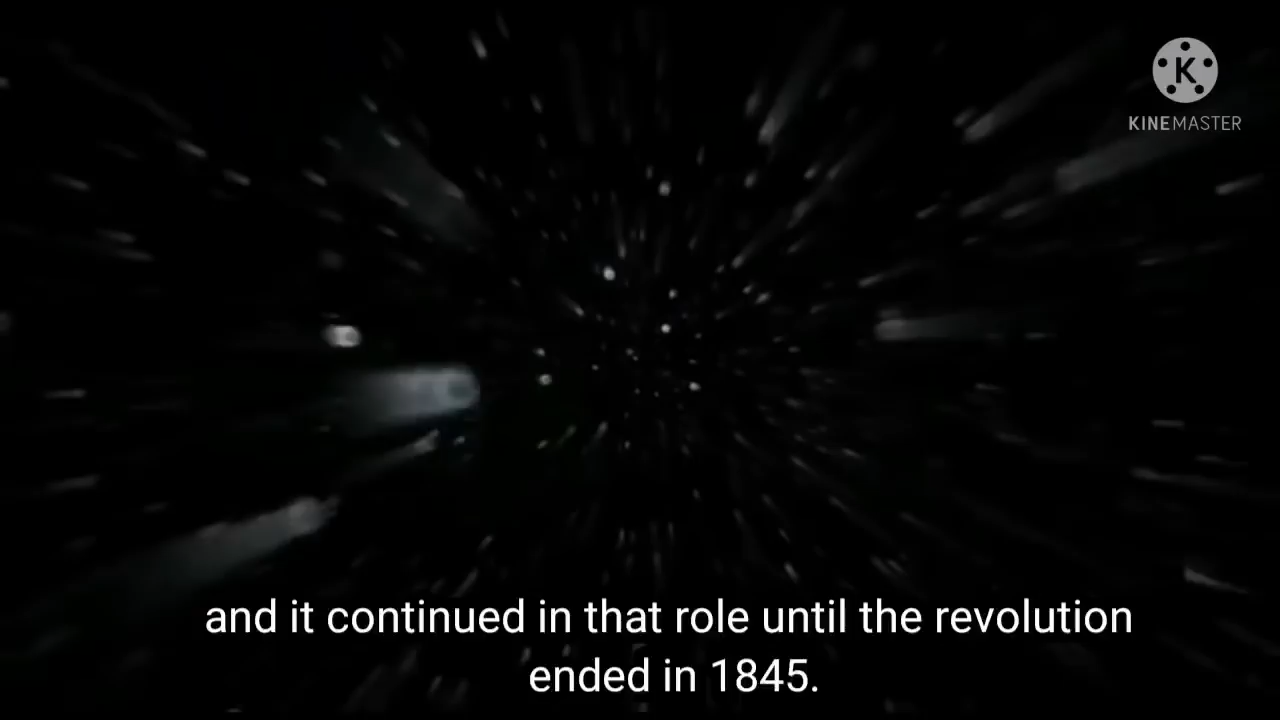 K
KINEMASTER
and it continued in that role until the revolution
ended in 1845.